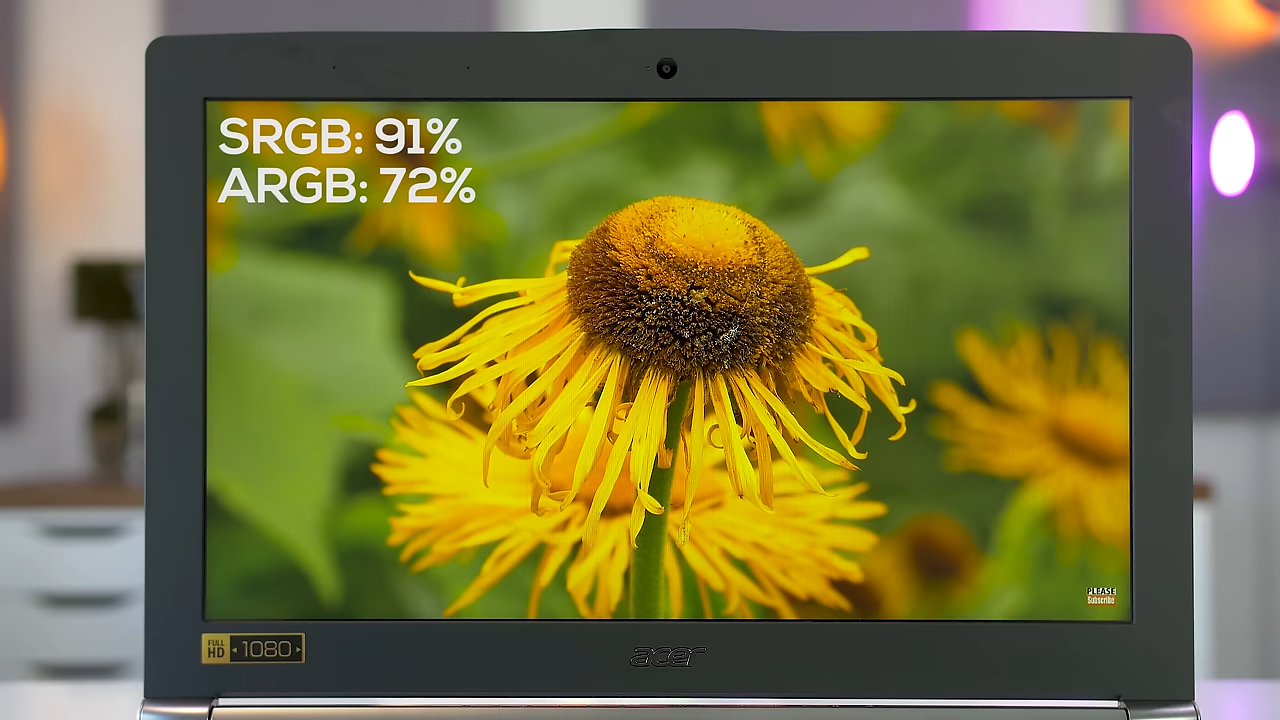 SRGB: 91%
ARGB: 72%
PLEASE
Subscribe
FULL HD 1080
acer